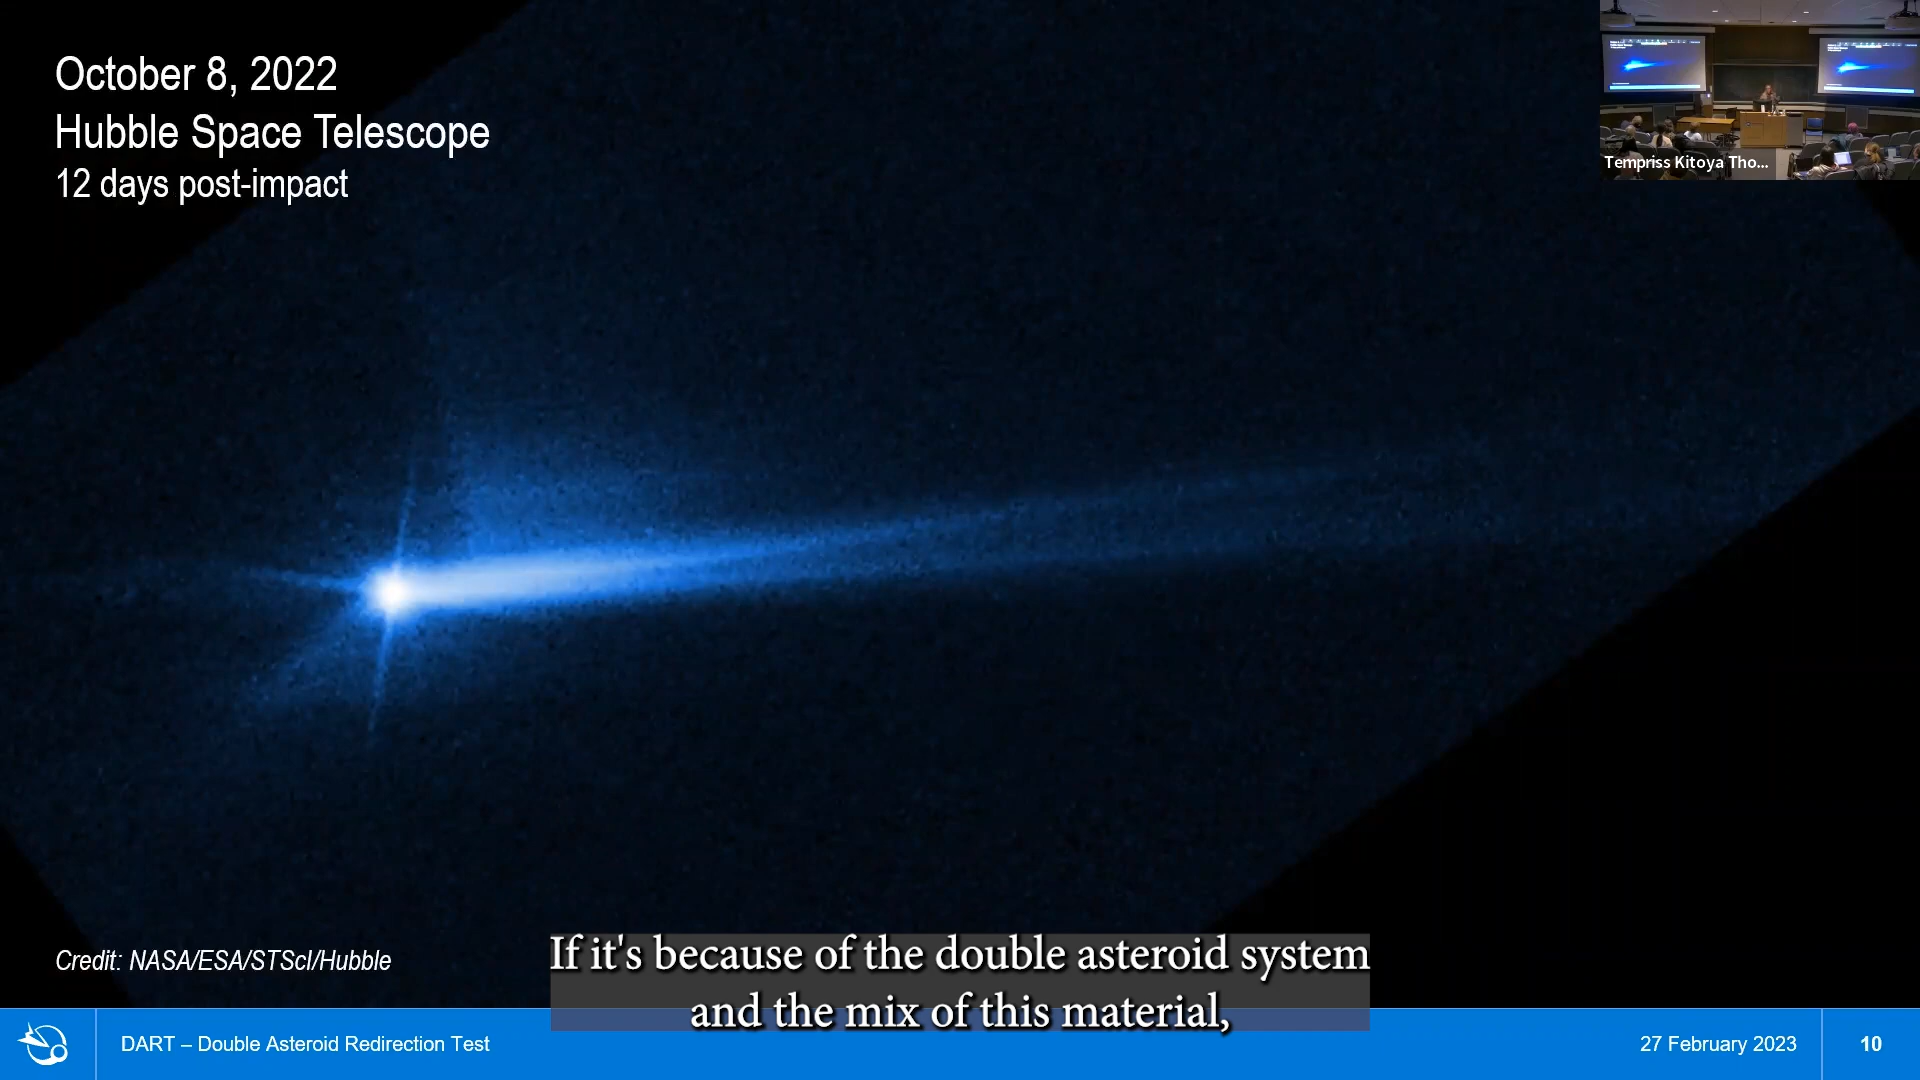 October 8, 2022
Hubble Space Telescope
12 days post-impact
Tempriss Kitoya Tho...
Credit: NASA/ESA/STScI/Hubble
If it's because of the double asteroid system
and the mix of this material,
DART – Double Asteroid Redirection Test
27 February 2023
10